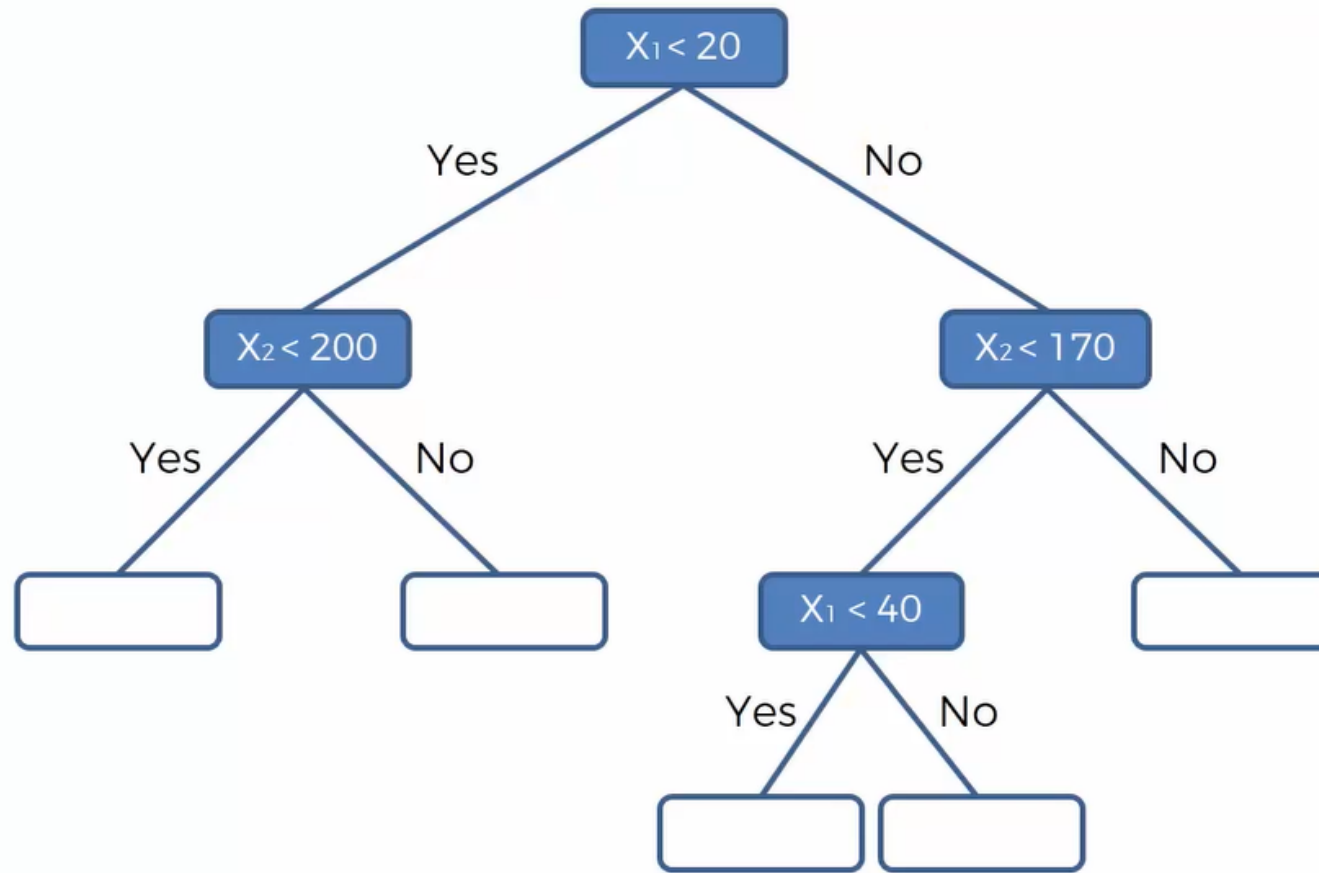 X₁ < 20
Yes
No
X₂ < 200
X₂ < 170
Yes
No
Yes
No
X₁ < 40
Yes
No